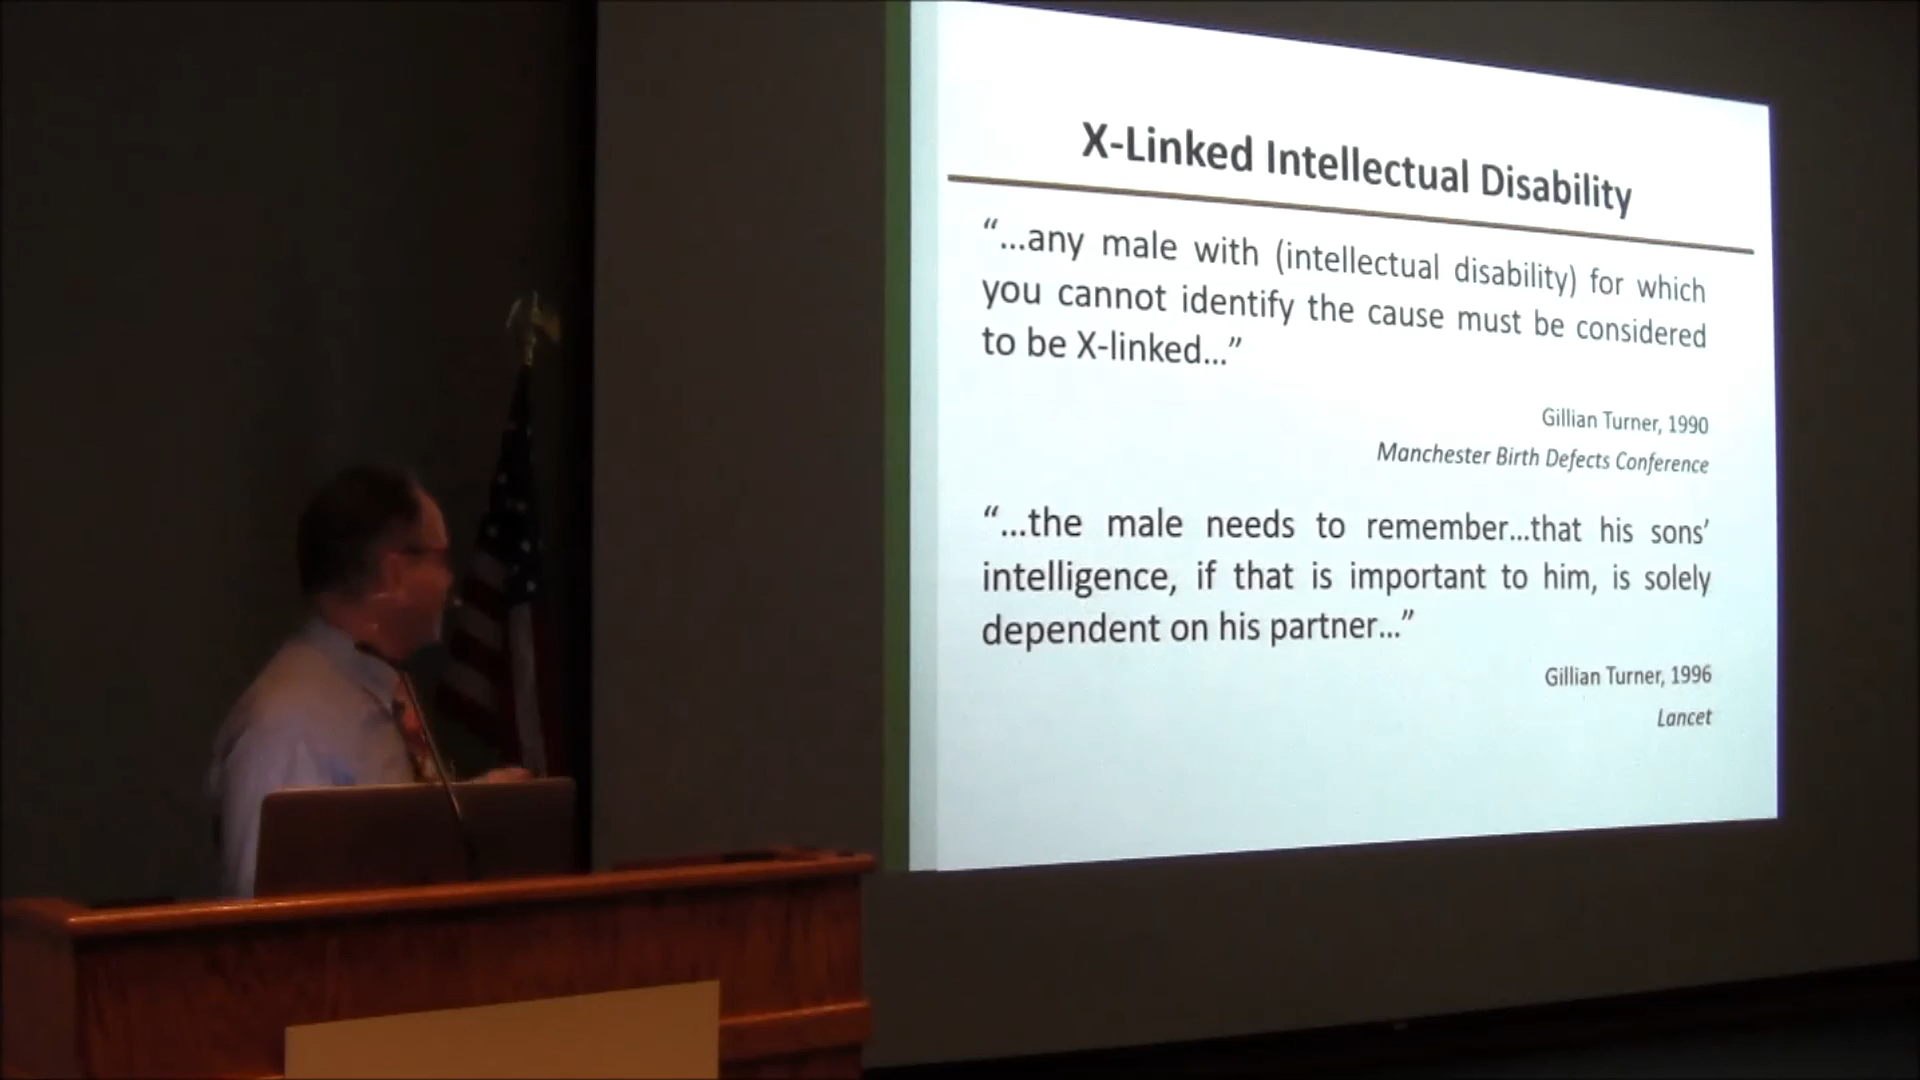 X-Linked Intellectual Disability
“...any male with (intellectual disability) for which
you cannot identify the cause must be considered
to be X-linked...”
Gillian Turner, 1990
Manchester Birth Defects Conference
“...the male needs to remember...that his sons’
intelligence, if that is important to him, is solely
dependent on his partner...”
Gillian Turner, 1996
Lancet